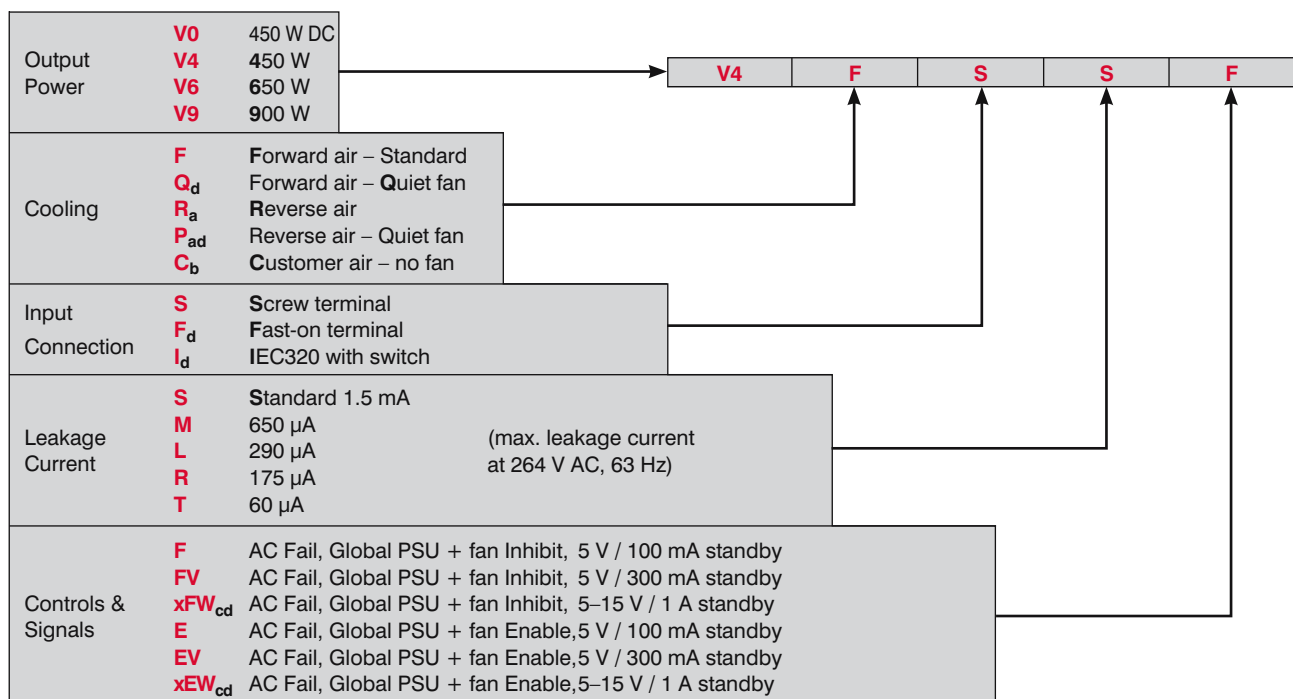 V0 450 W DC
Output Power V4 450 W
V6 650 W
V9 900 W
V4 F S S F
F Forward air – Standard
Qd Forward air – Quiet fan
Cooling Ra Reverse air
Pad Reverse air – Quiet fan
Cb Customer air – no fan
Input Connection S Screw terminal
Fd Fast-on terminal
Id IEC320 with switch
S Standard 1.5 mA
M 650 µA
Leakage Current L 290 µA
R 175 µA
T 60 µA
(max. leakage current
at 264 V AC, 63 Hz)
F AC Fail, Global PSU + fan Inhibit, 5 V / 100 mA standby
FV AC Fail, Global PSU + fan Inhibit, 5 V / 300 mA standby
Controls & Signals xFWcd AC Fail, Global PSU + fan Inhibit, 5–15 V / 1 A standby
E AC Fail, Global PSU + fan Enable, 5 V / 100 mA standby
EV AC Fail, Global PSU + fan Enable, 5 V / 300 mA standby
xEWcd AC Fail, Global PSU + fan Enable, 5–15 V / 1 A standby